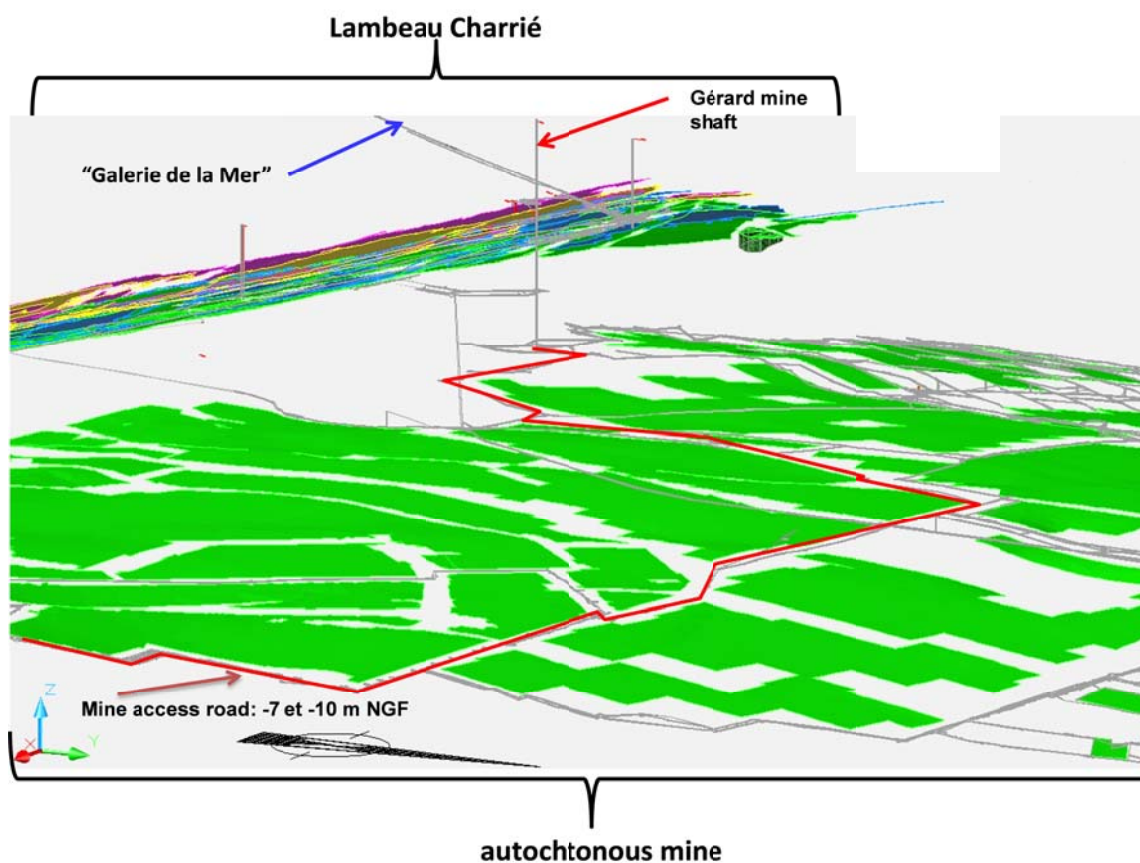 Lambeau Charrié
Gérard mine
shaft
“Galerie de la Mer”
Mine access road: -7 et -10 m NGF
Z
X
Y
autochtonous mine